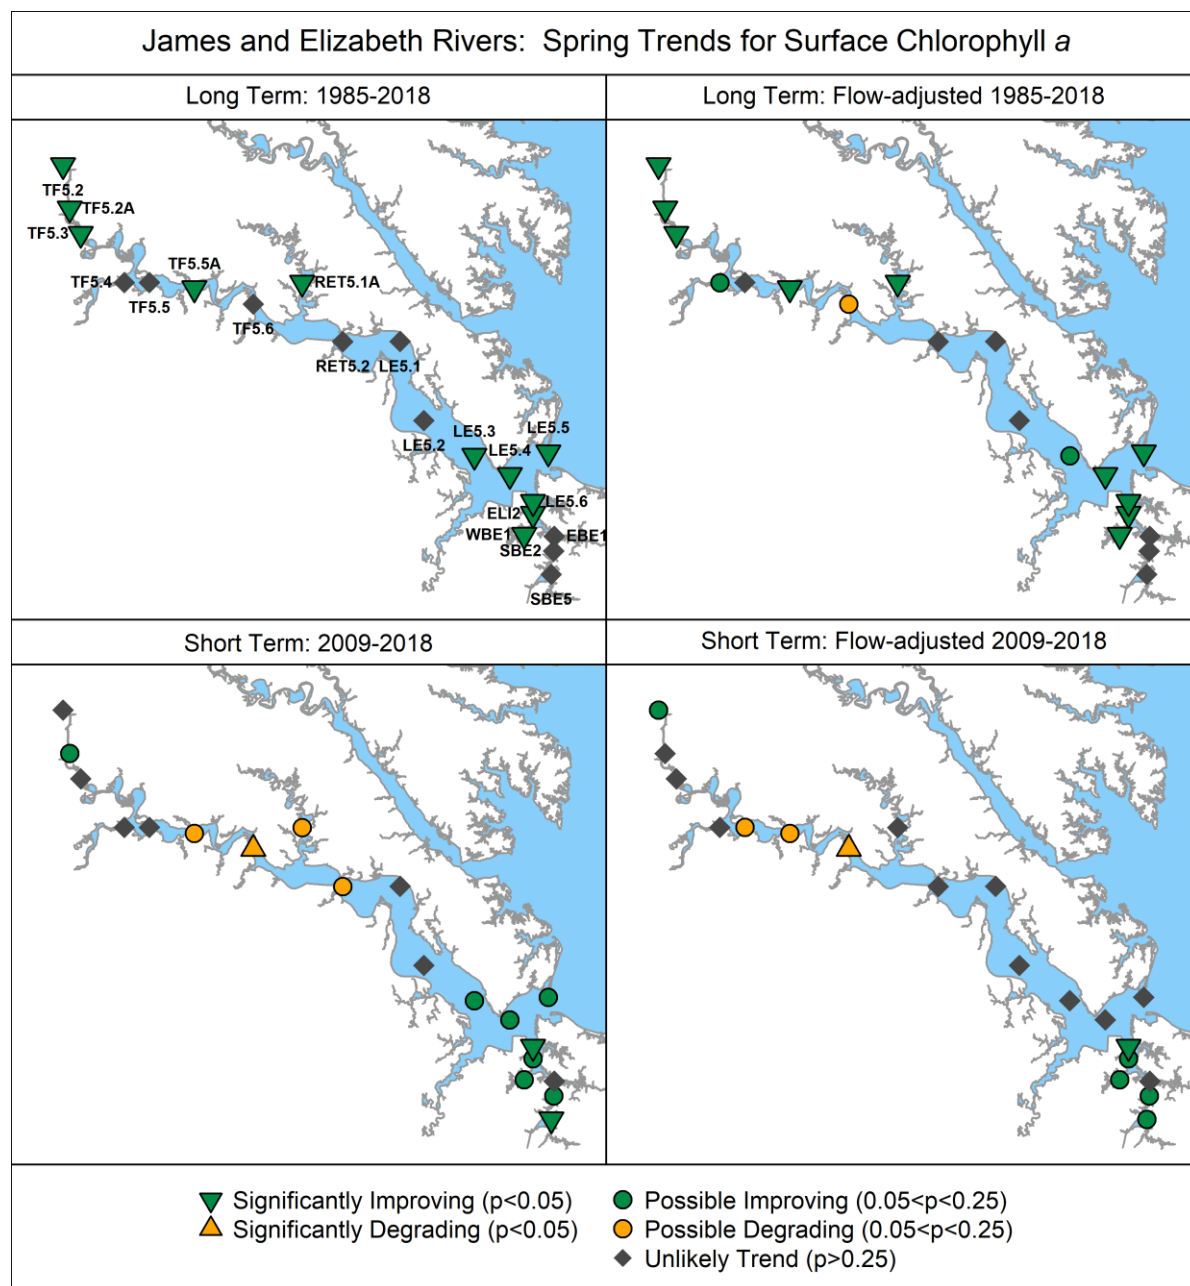 James and Elizabeth Rivers: Spring Trends for Surface Chlorophyll a
Long Term: 1985-2018
Long Term: Flow-adjusted 1985-2018
TF5.2
TF5.2A
TF5.3
TF5.4
TF5.5
TF5.5A
TF5.6
RET5.1A
RET5.2
LE5.1
LE5.2
LE5.3
LE5.4
LE5.5
LE5.6
ELI2
WBE1
EBE1
SBE2
SBE5
Short Term: 2009-2018
Short Term: Flow-adjusted 2009-2018
Significantly Improving (p<0.05)
Significantly Degrading (p<0.05)
Possible Improving (0.05<p<0.25)
Possible Degrading (0.05<p<0.25)
Unlikely Trend (p>0.25)